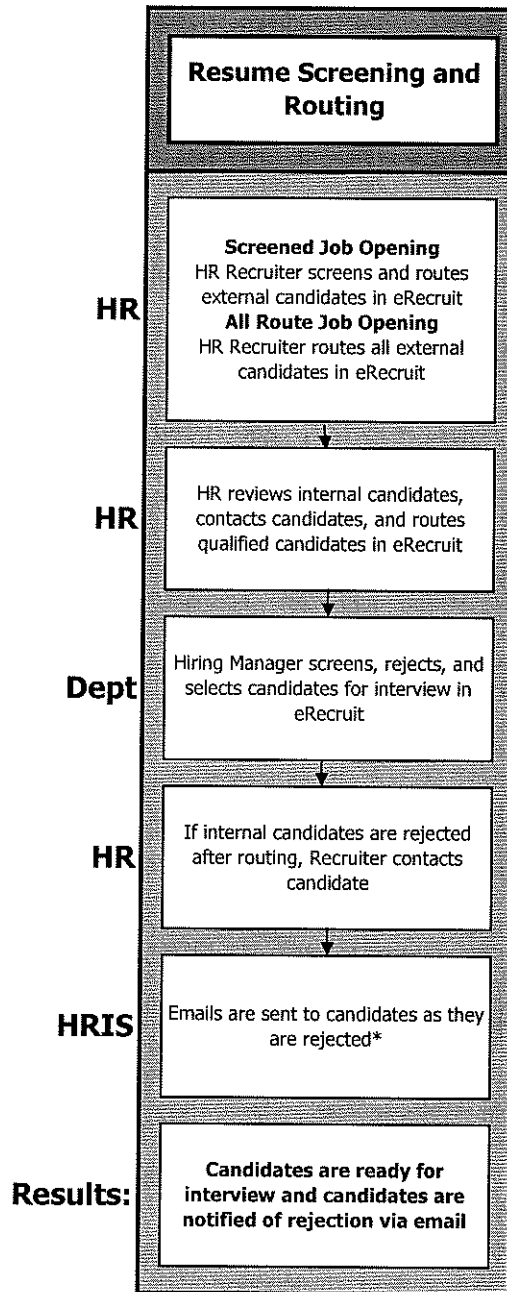 Resume Screening and
Routing
HR
Screened Job Opening
HR Recruiter screens and routes
external candidates in eRecruit
All Route Job Opening
HR Recruiter routes all external
candidates in eRecruit
HR
HR reviews internal candidates,
contacts candidates, and routes
qualified candidates in eRecruit
Dept
Hiring Manager screens, rejects, and
selects candidates for interview in
eRecruit
HR
If internal candidates are rejected
after routing, Recruiter contacts
candidate
HRIS
Emails are sent to candidates as they
are rejected*
Results:
Candidates are ready for
interview and candidates are
notified of rejection via email